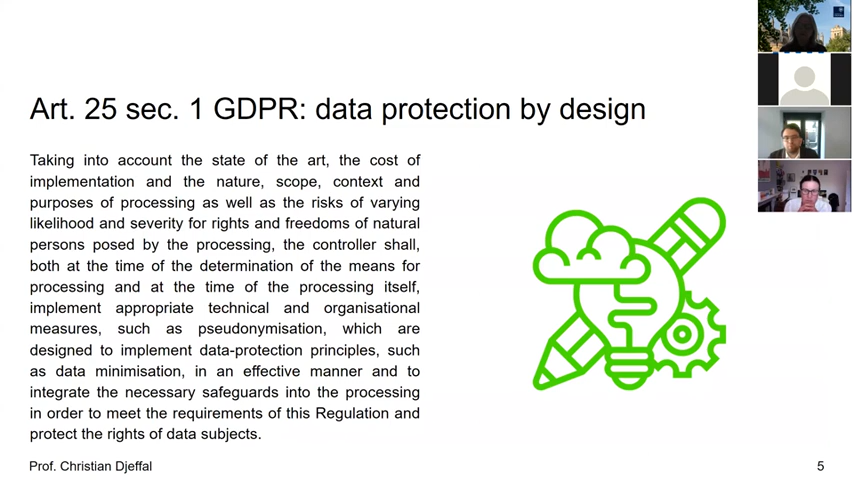 Art. 25 sec. 1 GDPR: data protection by design
Taking into account the state of the art, the cost of
implementation and the nature, scope, context and
purposes of processing as well as the risks of varying
likelihood and severity for rights and freedoms of natural
persons posed by the processing, the controller shall,
both at the time of the determination of the means for
processing and at the time of the processing itself,
implement appropriate technical and organisational
measures, such as pseudonymisation, which are
designed to implement data-protection principles, such
as data minimisation, in an effective manner and to
integrate the necessary safeguards into the processing
in order to meet the requirements of this Regulation and
protect the rights of data subjects.
Prof. Christian Djeffal
5